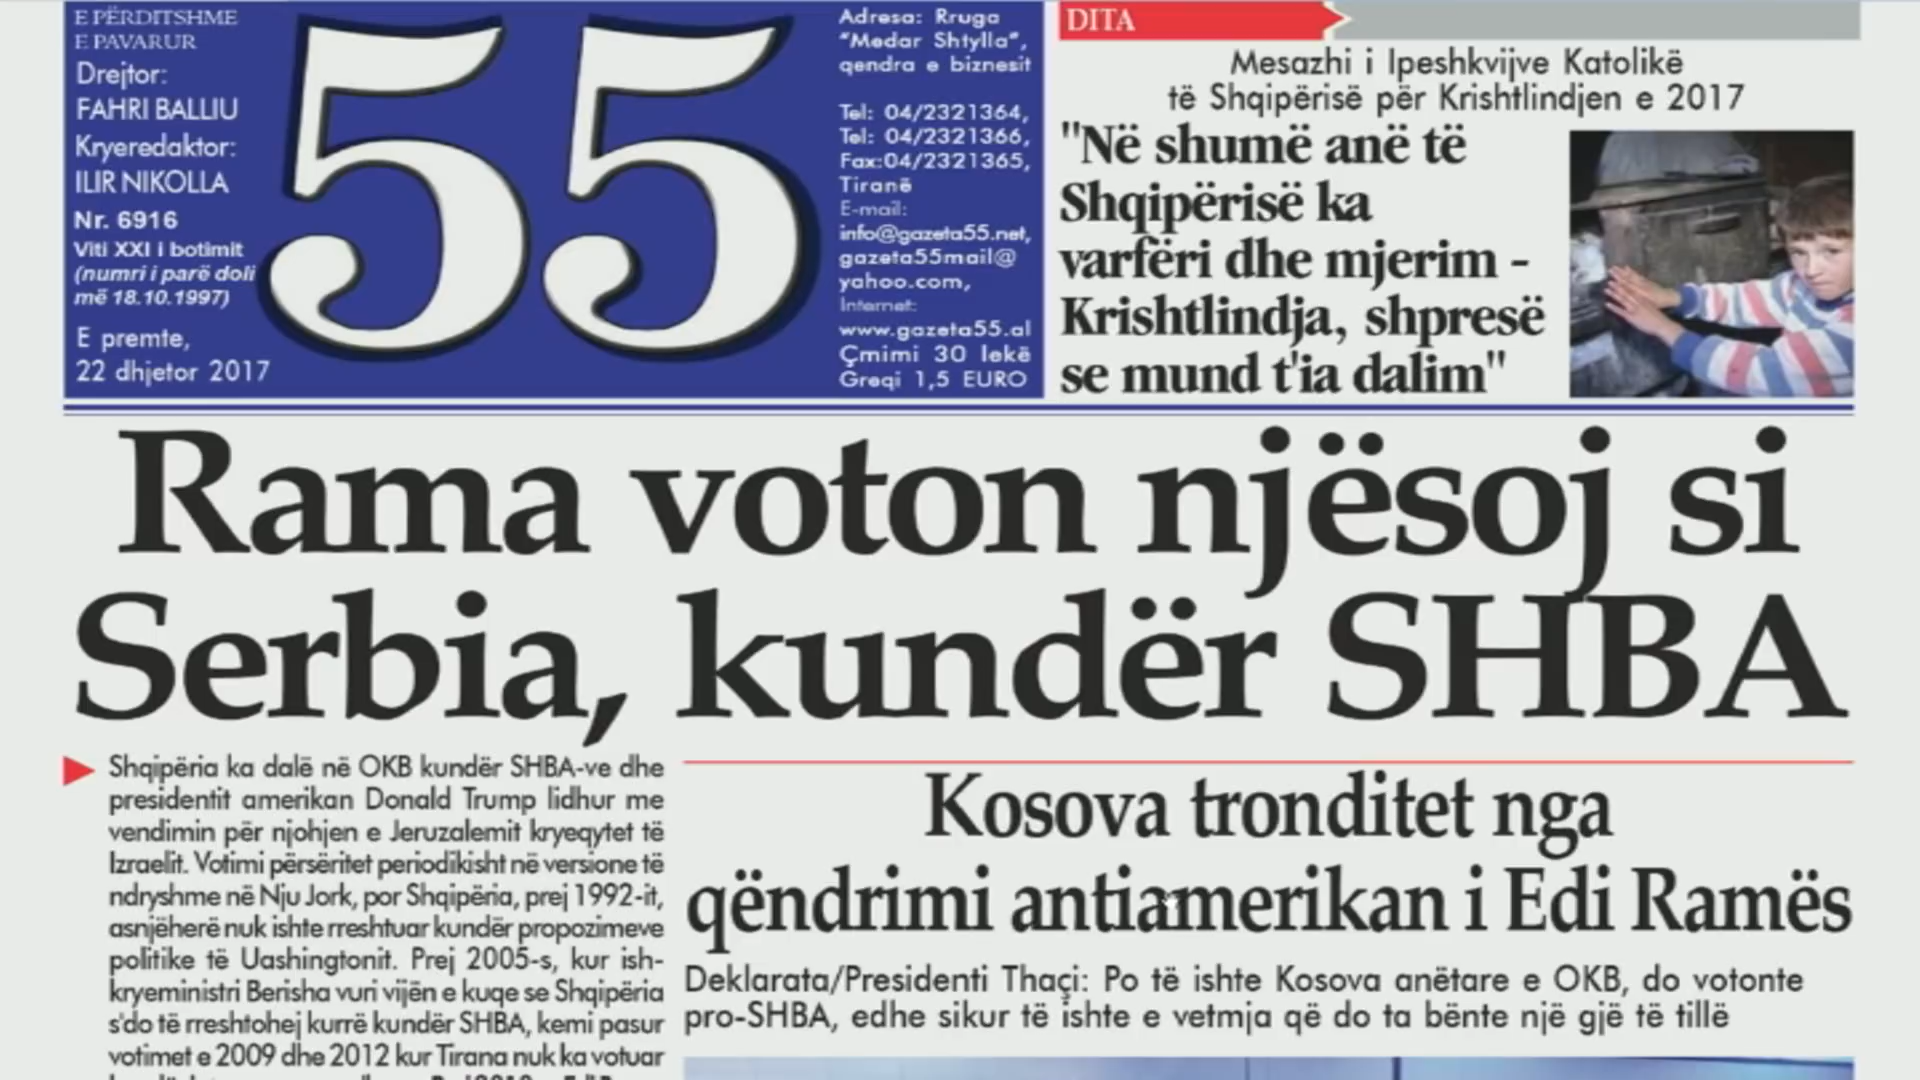 E PËRDITSHME
E PAVARUR
Drejtor:
FAHRI BALLIU
Kryeredaktor:
ILIR NIKOLLA
Nr. 6916
Viti XXI i botimit
(numri i parë doli
më 18.10.1997)
E premte,
22 dhjetor 2017
55
Adresa: Rruga
"Medar Shtylla",
qendra e biznesit
Tel: 04/2321364,
Tel: 04/2321366,
Fax:04/2321365,
Tiranë
E-mail:
info@gazeta55.net,
gazeta55mail@
yahoo.com,
Internet:
www.gazeta55.al
Çmimi 30 lekë
Greqi 1,5 EURO
DITA
Mesazhi i Ipeshkvijve Katolikë
të Shqipërisë për Krishtlindjen e 2017
"Në shumë anë të
Shqipërisë ka
varfëri dhe mjerim -
Krishtlindja, shpresë
se mund t'ia dalim"
Rama voton njësoj si
Serbia, kundër SHBA
Shqipëria ka dalë në OKB kundër SHBA-ve dhe
presidentit amerikan Donald Trump lidhur me
vendimin për njohjen e Jeruzalemit kryeqytet të
Izraelit. Votimi përsëritet periodikisht në versione të
ndryshme në Nju Jork, por Shqipëria, prej 1992-it,
asnjëherë nuk ishte rreshtuar kundër propozimeve
politike të Uashingtonit. Prej 2005-s, kur ish-
kryeministri Berisha vuri vijën e kuqe se Shqipëria
s'do të rreshtohej kurrë kundër SHBA, kemi pasur
votimet e 2009 dhe 2012 kur Tirana nuk ka votuar
Kosova tronditet nga
qëndrimi antiamerikan i Edi Ramës
Deklarata/Presidenti Thaçi: Po të ishte Kosova anëtare e OKB, do votonte
pro-SHBA, edhe sikur të ishte e vetmja që do ta bënte një gjë të tillë